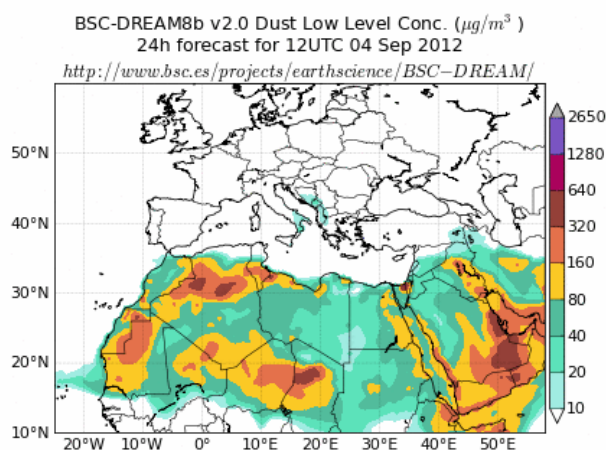 BSC-DREAM8b v2.0 Dust Low Level Conc. (μg/m³ )
24h forecast for 12UTC 04 Sep 2012
http://www.bsc.es/projects/earthscience/BSC−DREAM/
2650
1280
640
320
160
80
40
20
10
50°N
40°N
30°N
20°N
10°N
20°W
10°W
0°
10°E
20°E
30°E
40°E
50°E